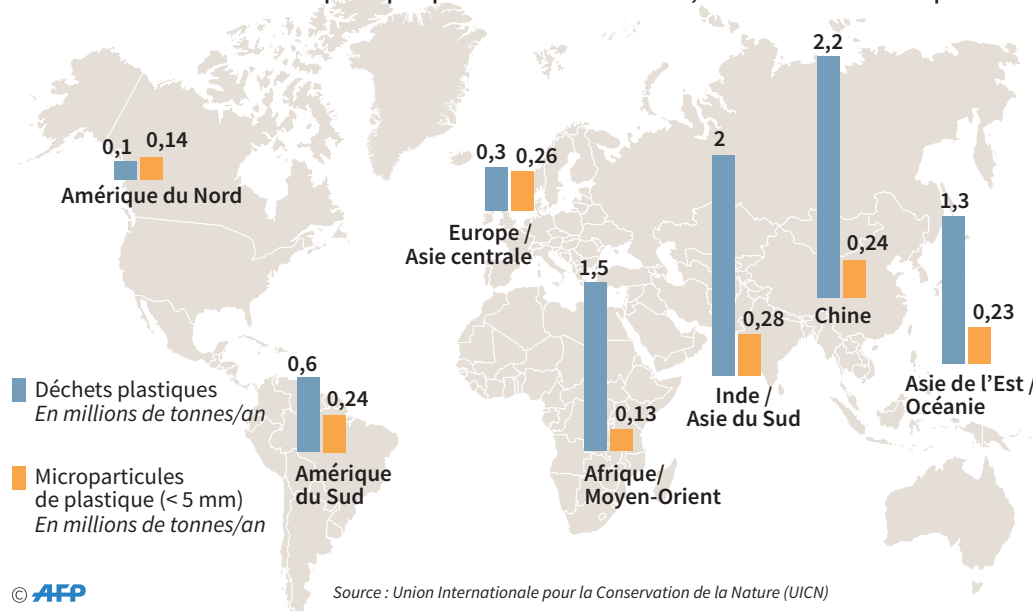 0,1
0,14
Amérique du Nord
0,3
0,26
Europe /
Asie centrale
2
0,28
Inde /
Asie du Sud
2,2
0,24
Chine
1,3
0,23
Asie de l’Est /
Océanie
1,5
0,13
Afrique/
Moyen-Orient
0,6
0,24
Amérique
du Sud
Déchets plastiques
En millions de tonnes/an
Microparticules
de plastique (< 5 mm)
En millions de tonnes/an
© AFP
Source : Union Internationale pour la Conservation de la Nature (UICN)